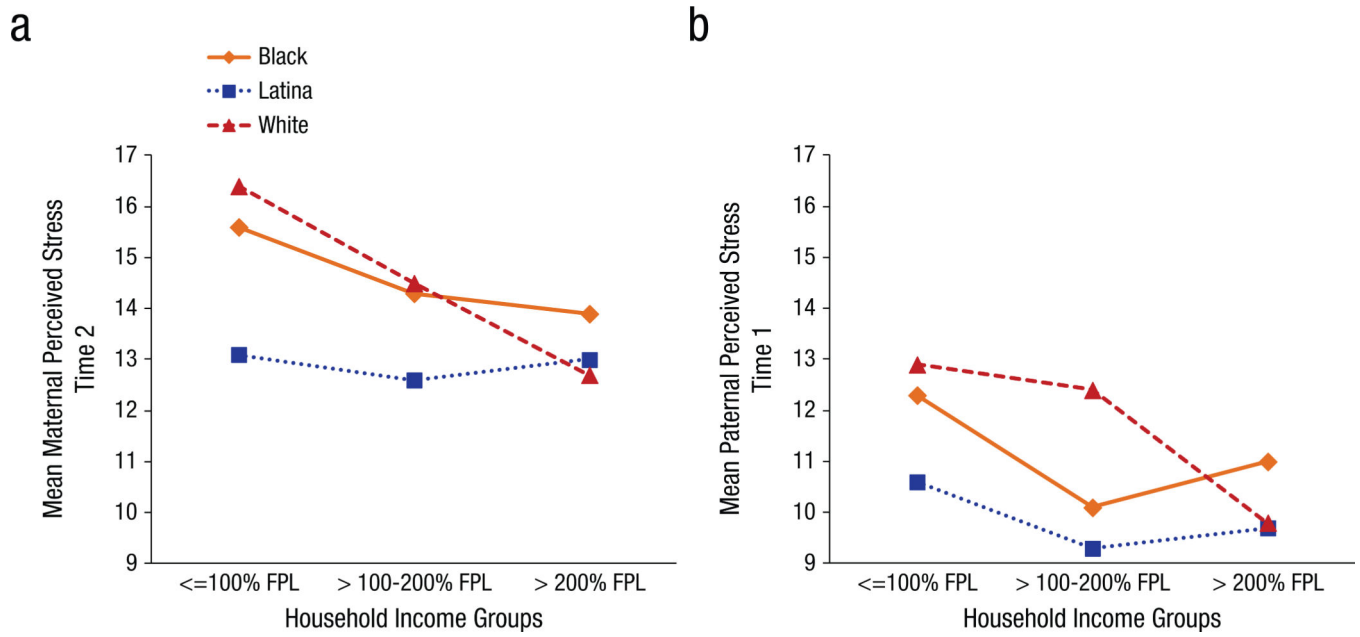 a
Black
Latina
White
17
16
15
14
13
12
11
10
9
Mean Maternal Perceived Stress
Time 2
<=100% FPL
> 100-200% FPL
> 200% FPL
Household Income Groups
b
17
16
15
14
13
12
11
10
9
Mean Paternal Perceived Stress
Time 1
<=100% FPL
> 100-200% FPL
> 200% FPL
Household Income Groups